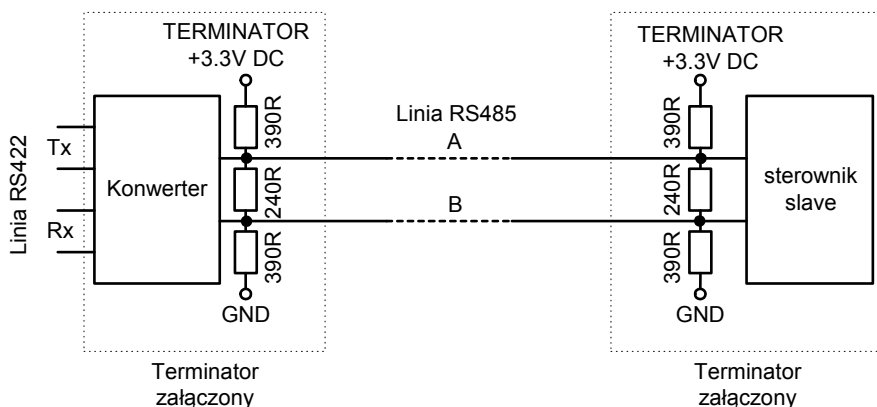 TERMINATOR
+3.3V DC
TERMINATOR
+3.3V DC
390R
Linia RS485
390R
Linia RS422
Tx
A
Konwerter
240R
240R
sterownik
slave
B
Rx
390R
390R
GND
GND
Terminator
załączony
Terminator
załączony